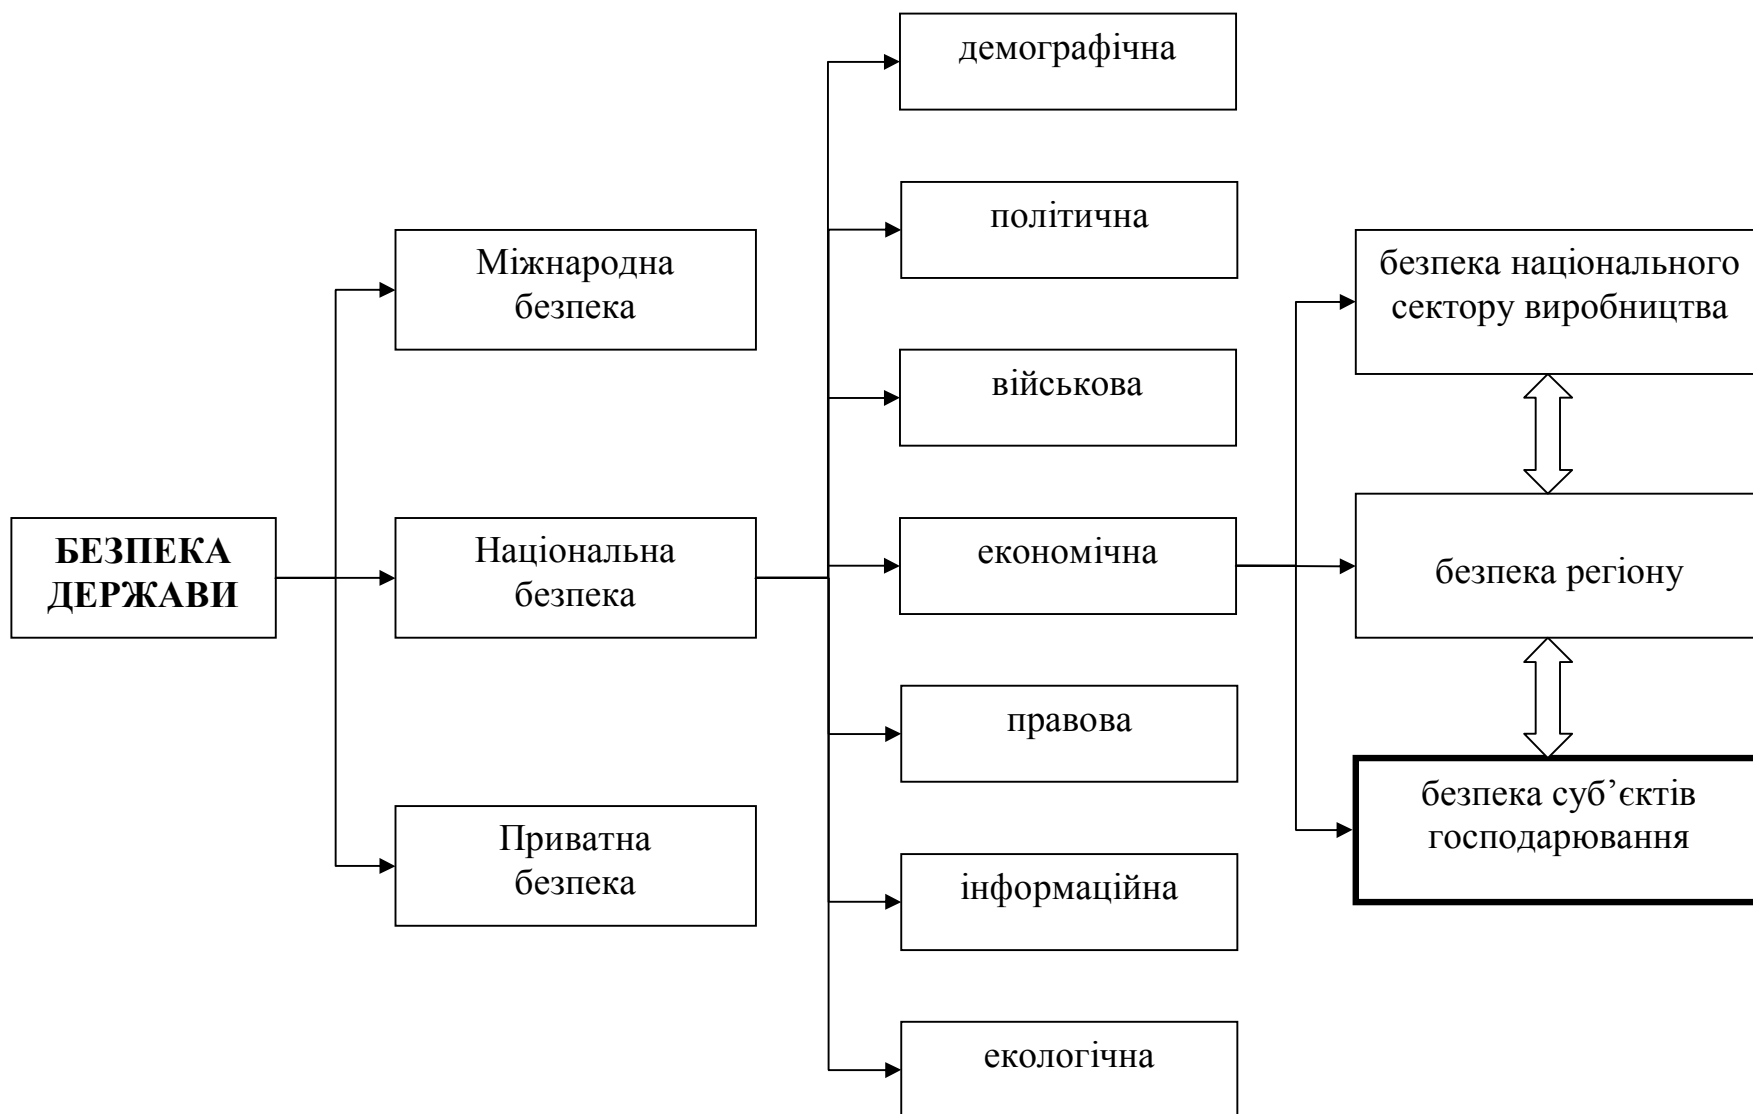 БЕЗПЕКА
ДЕРЖАВИ
Міжнародна
безпека
Національна
безпека
Приватна
безпека
демографічна
політична
військова
економічна
правова
інформаційна
екологічна
безпека національного
сектору виробництва
безпека регіону
безпека суб’єктів
господарювання